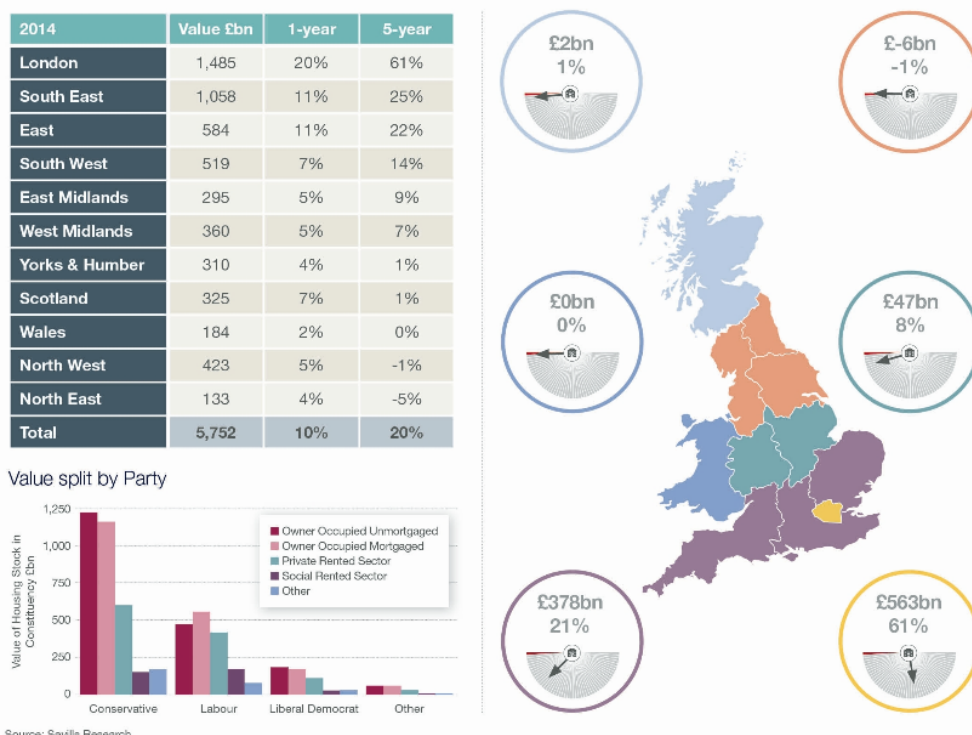 2014 Value £bn 1-year 5-year
London 1,485 20% 61%
South East 1,058 11% 25%
East 584 11% 22%
South West 519 7% 14%
East Midlands 295 5% 9%
West Midlands 360 5% 7%
Yorks & Humber 310 4% 1%
Scotland 325 7% 1%
Wales 184 2% 0%
North West 423 5% -1%
North East 133 4% -5%
Total 5,752 10% 20%
Value split by Party
Value of Housing Stock in
Constituency £bn
1,250
1,000
750
500
250
0
Owner Occupied Unmortgaged
Owner Occupied Mortgaged
Private Rented Sector
Social Rented Sector
Other
Conservative Labour Liberal Democrat Other
Source: Savills Research
£2bn
1%
£-6bn
-1%
£0bn
0%
£47bn
8%
£378bn
21%
£563bn
61%